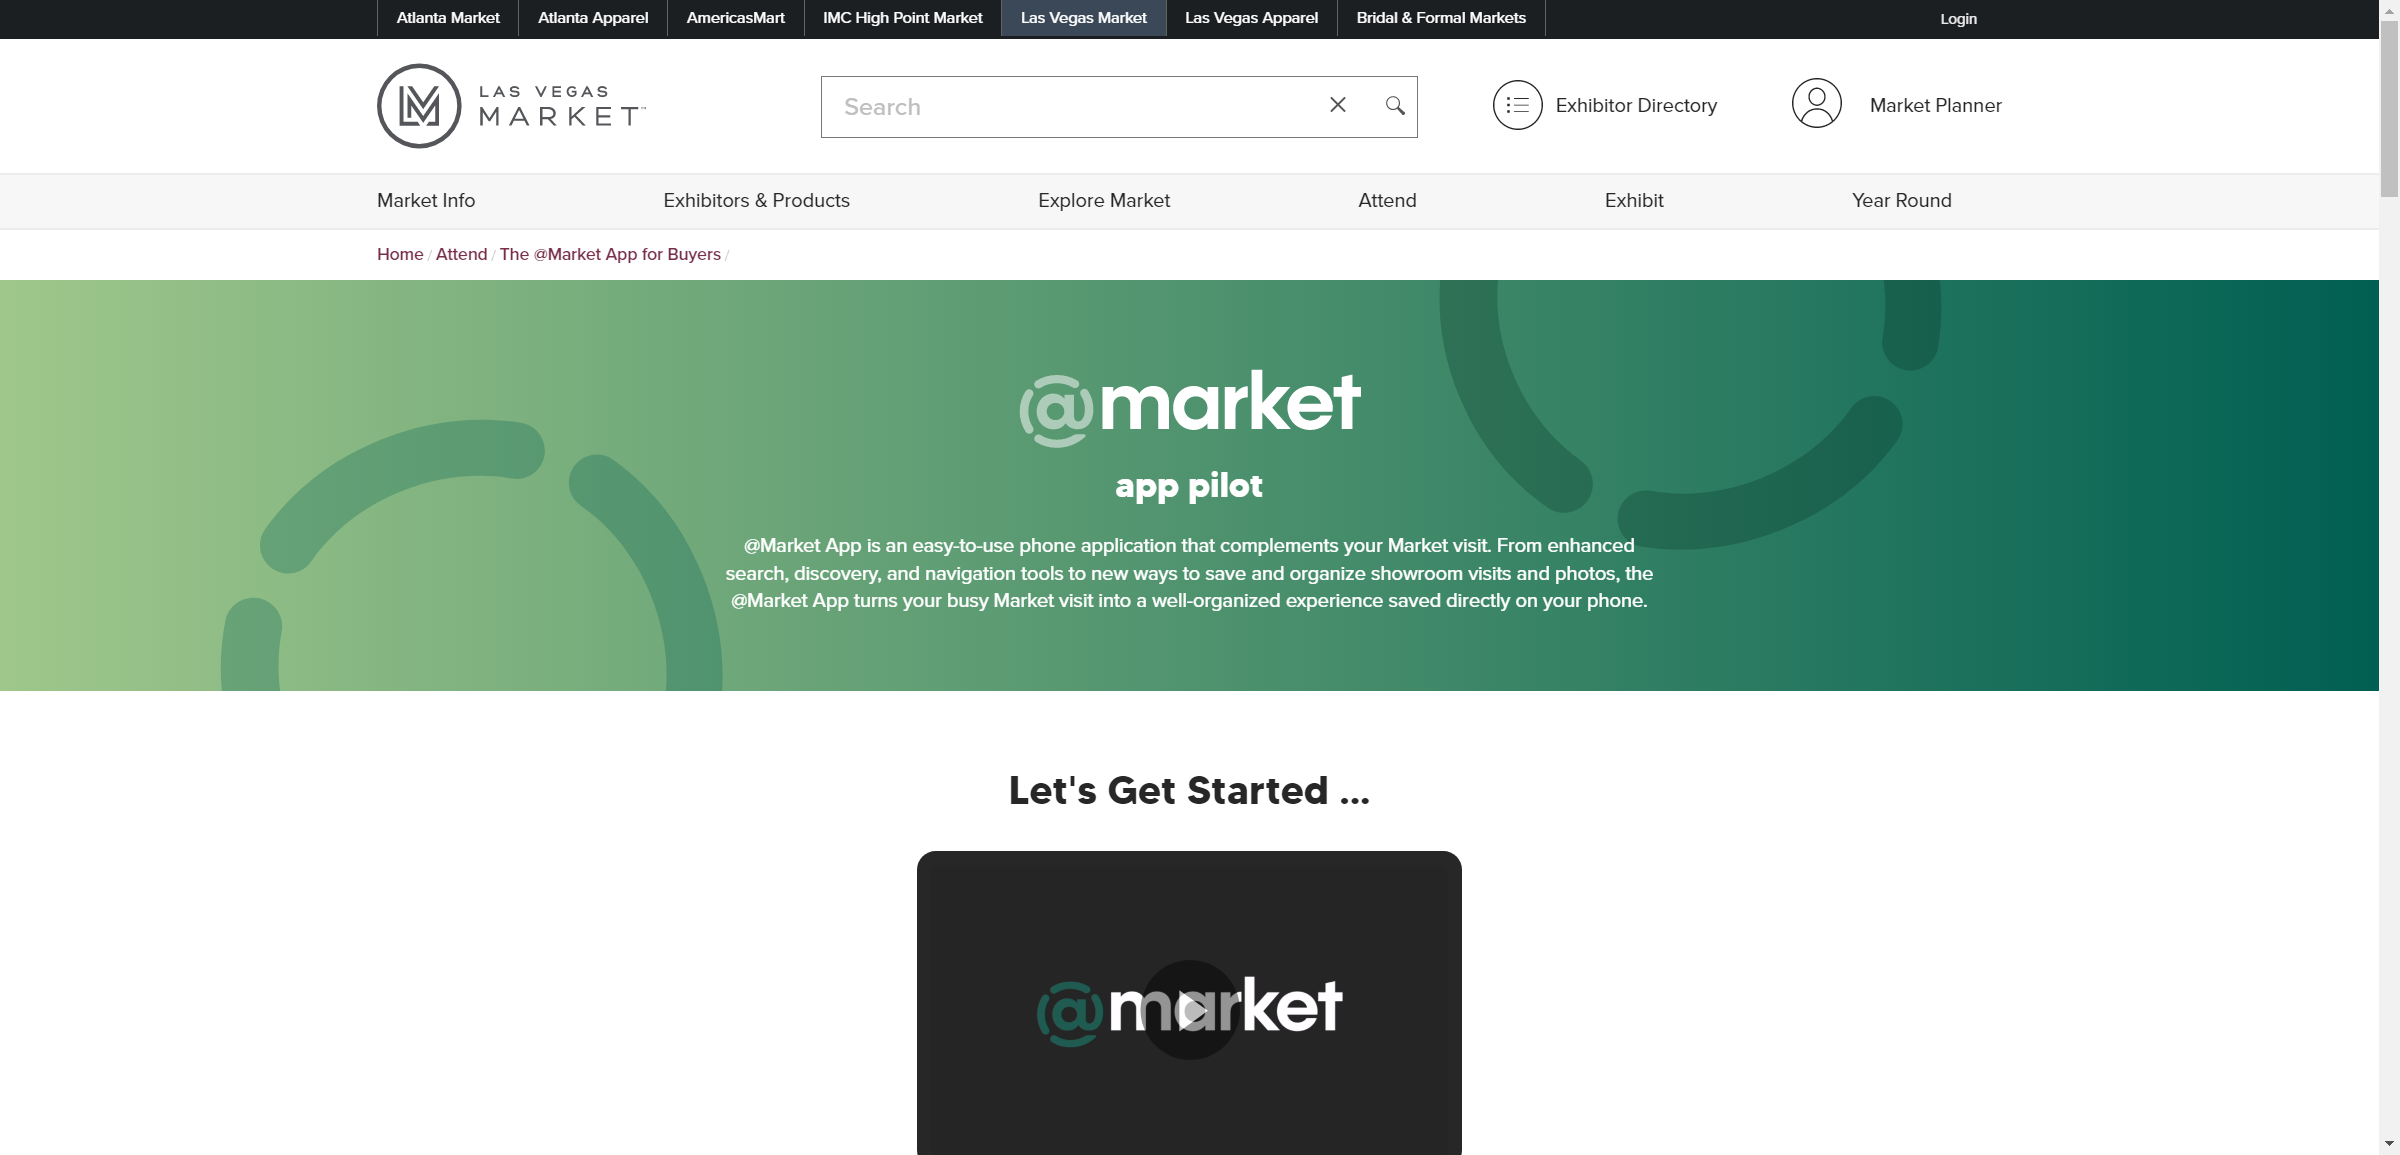 Atlanta Market
Atlanta Apparel
AmericasMart
IMC High Point Market
Las Vegas Market
Las Vegas Apparel
Bridal & Formal Markets
Login
LM
LAS VEGAS
MARKET™
Search
Exhibitor Directory
Market Planner
Market Info
Exhibitors & Products
Explore Market
Attend
Exhibit
Year Round
Home / Attend / The @Market App for Buyers /
@market
app pilot
@Market App is an easy-to-use phone application that complements your Market visit. From enhanced
search, discovery, and navigation tools to new ways to save and organize showroom visits and photos, the
@Market App turns your busy Market visit into a well-organized experience saved directly on your phone.
Let's Get Started ...
@market